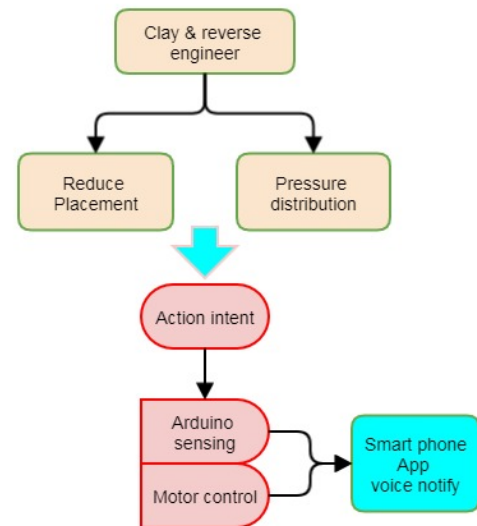 Clay & reverse
engineer
Reduce
Placement
Pressure
distribution
Action intent
Arduino
sensing
Motor control
Smart phone
App
voice notify